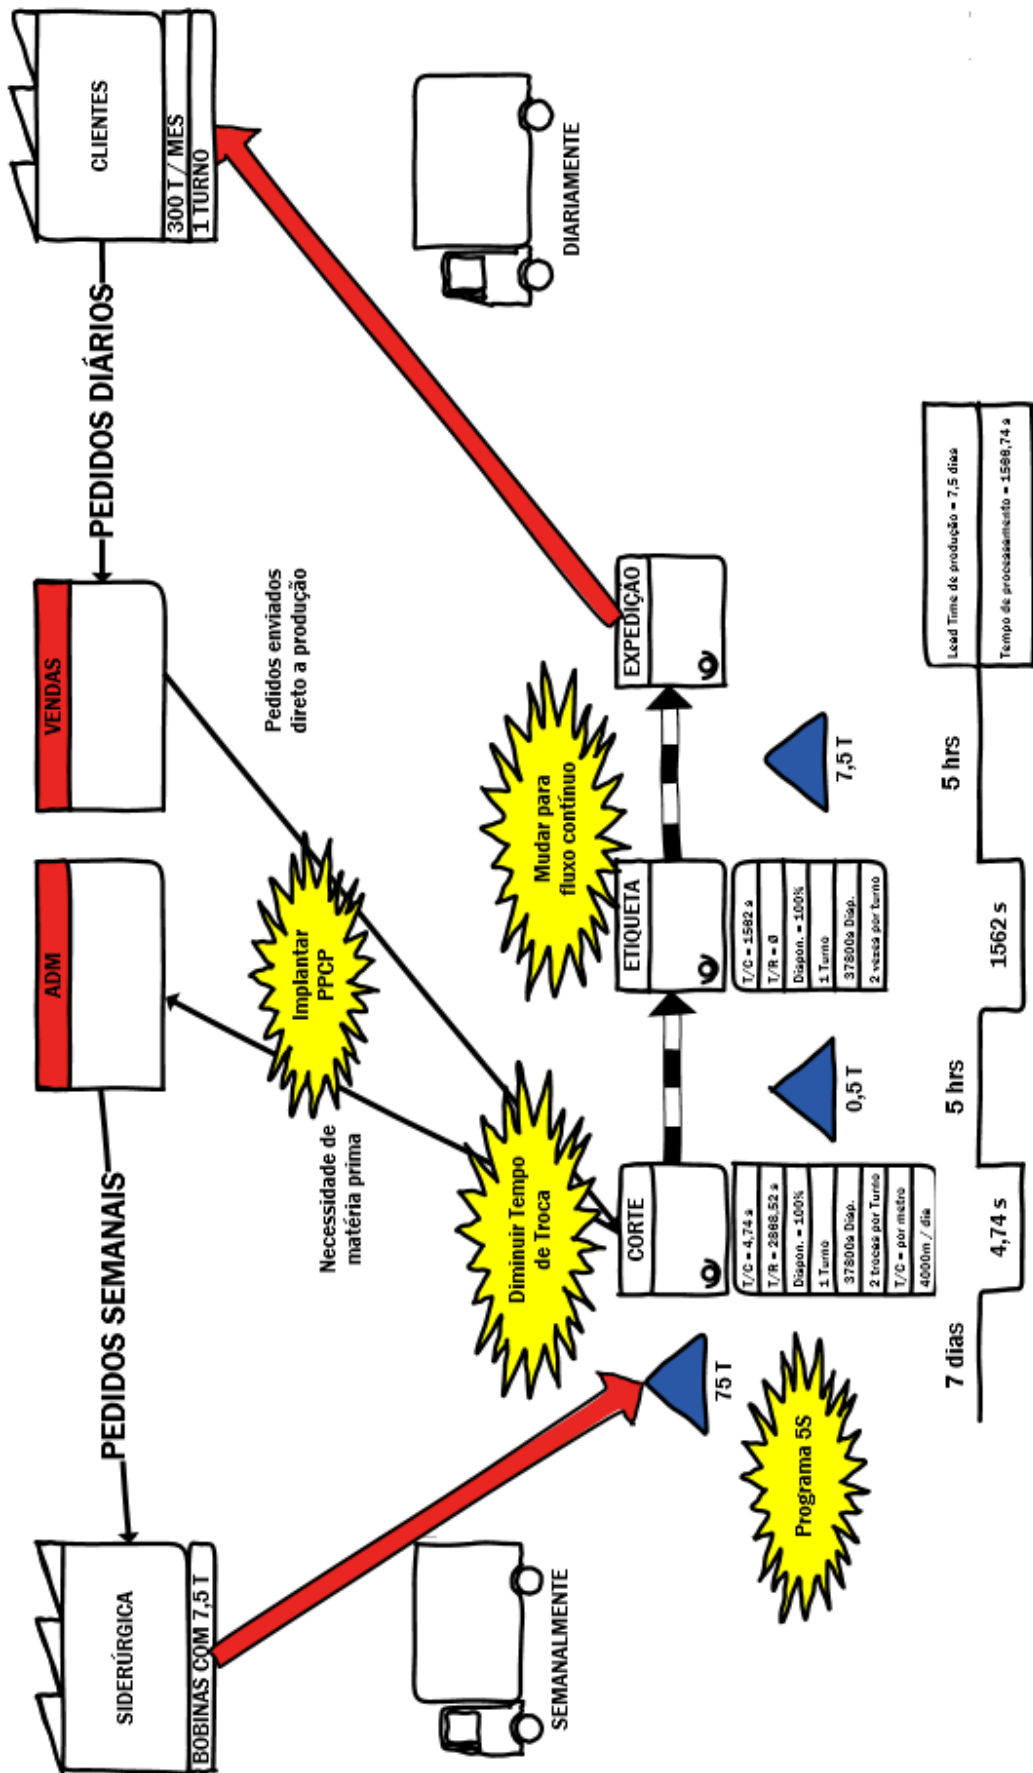 SIDERÚRGICA
BOBINAS COM 7,5 T
PEDIDOS SEMANAIS
ADM
VENDAS
PEDIDOS DIÁRIOS
CLIENTES
300 T / MES
1 TURNO
Necessidade de
matéria prima
Implantar
PPCP
Pedidos enviados
direto a produção
SEMANALMENTE
DIARIAMENTE
Diminuir Tempo
de Troca
Mudar para
fluxo contínuo
Programa 5S
75 T
CORTE
T/C = 4,74 s
T/R = 2868,52 s
Dispon. = 100%
1 Turno
37800s Disp.
2 trocas por Turno
T/C = por metro
4000m / dia
0,5 T
ETIQUETA
T/C = 1562 s
T/R = Ø
Dispon. = 100%
1 Turno
37800s Disp.
2 vezes por turno
7,5 T
EXPEDIÇÃO
7 dias
4,74 s
5 hrs
1562 s
5 hrs
Lead Time de produção = 7,5 dias
Tempo de processamento = 1566,74 s